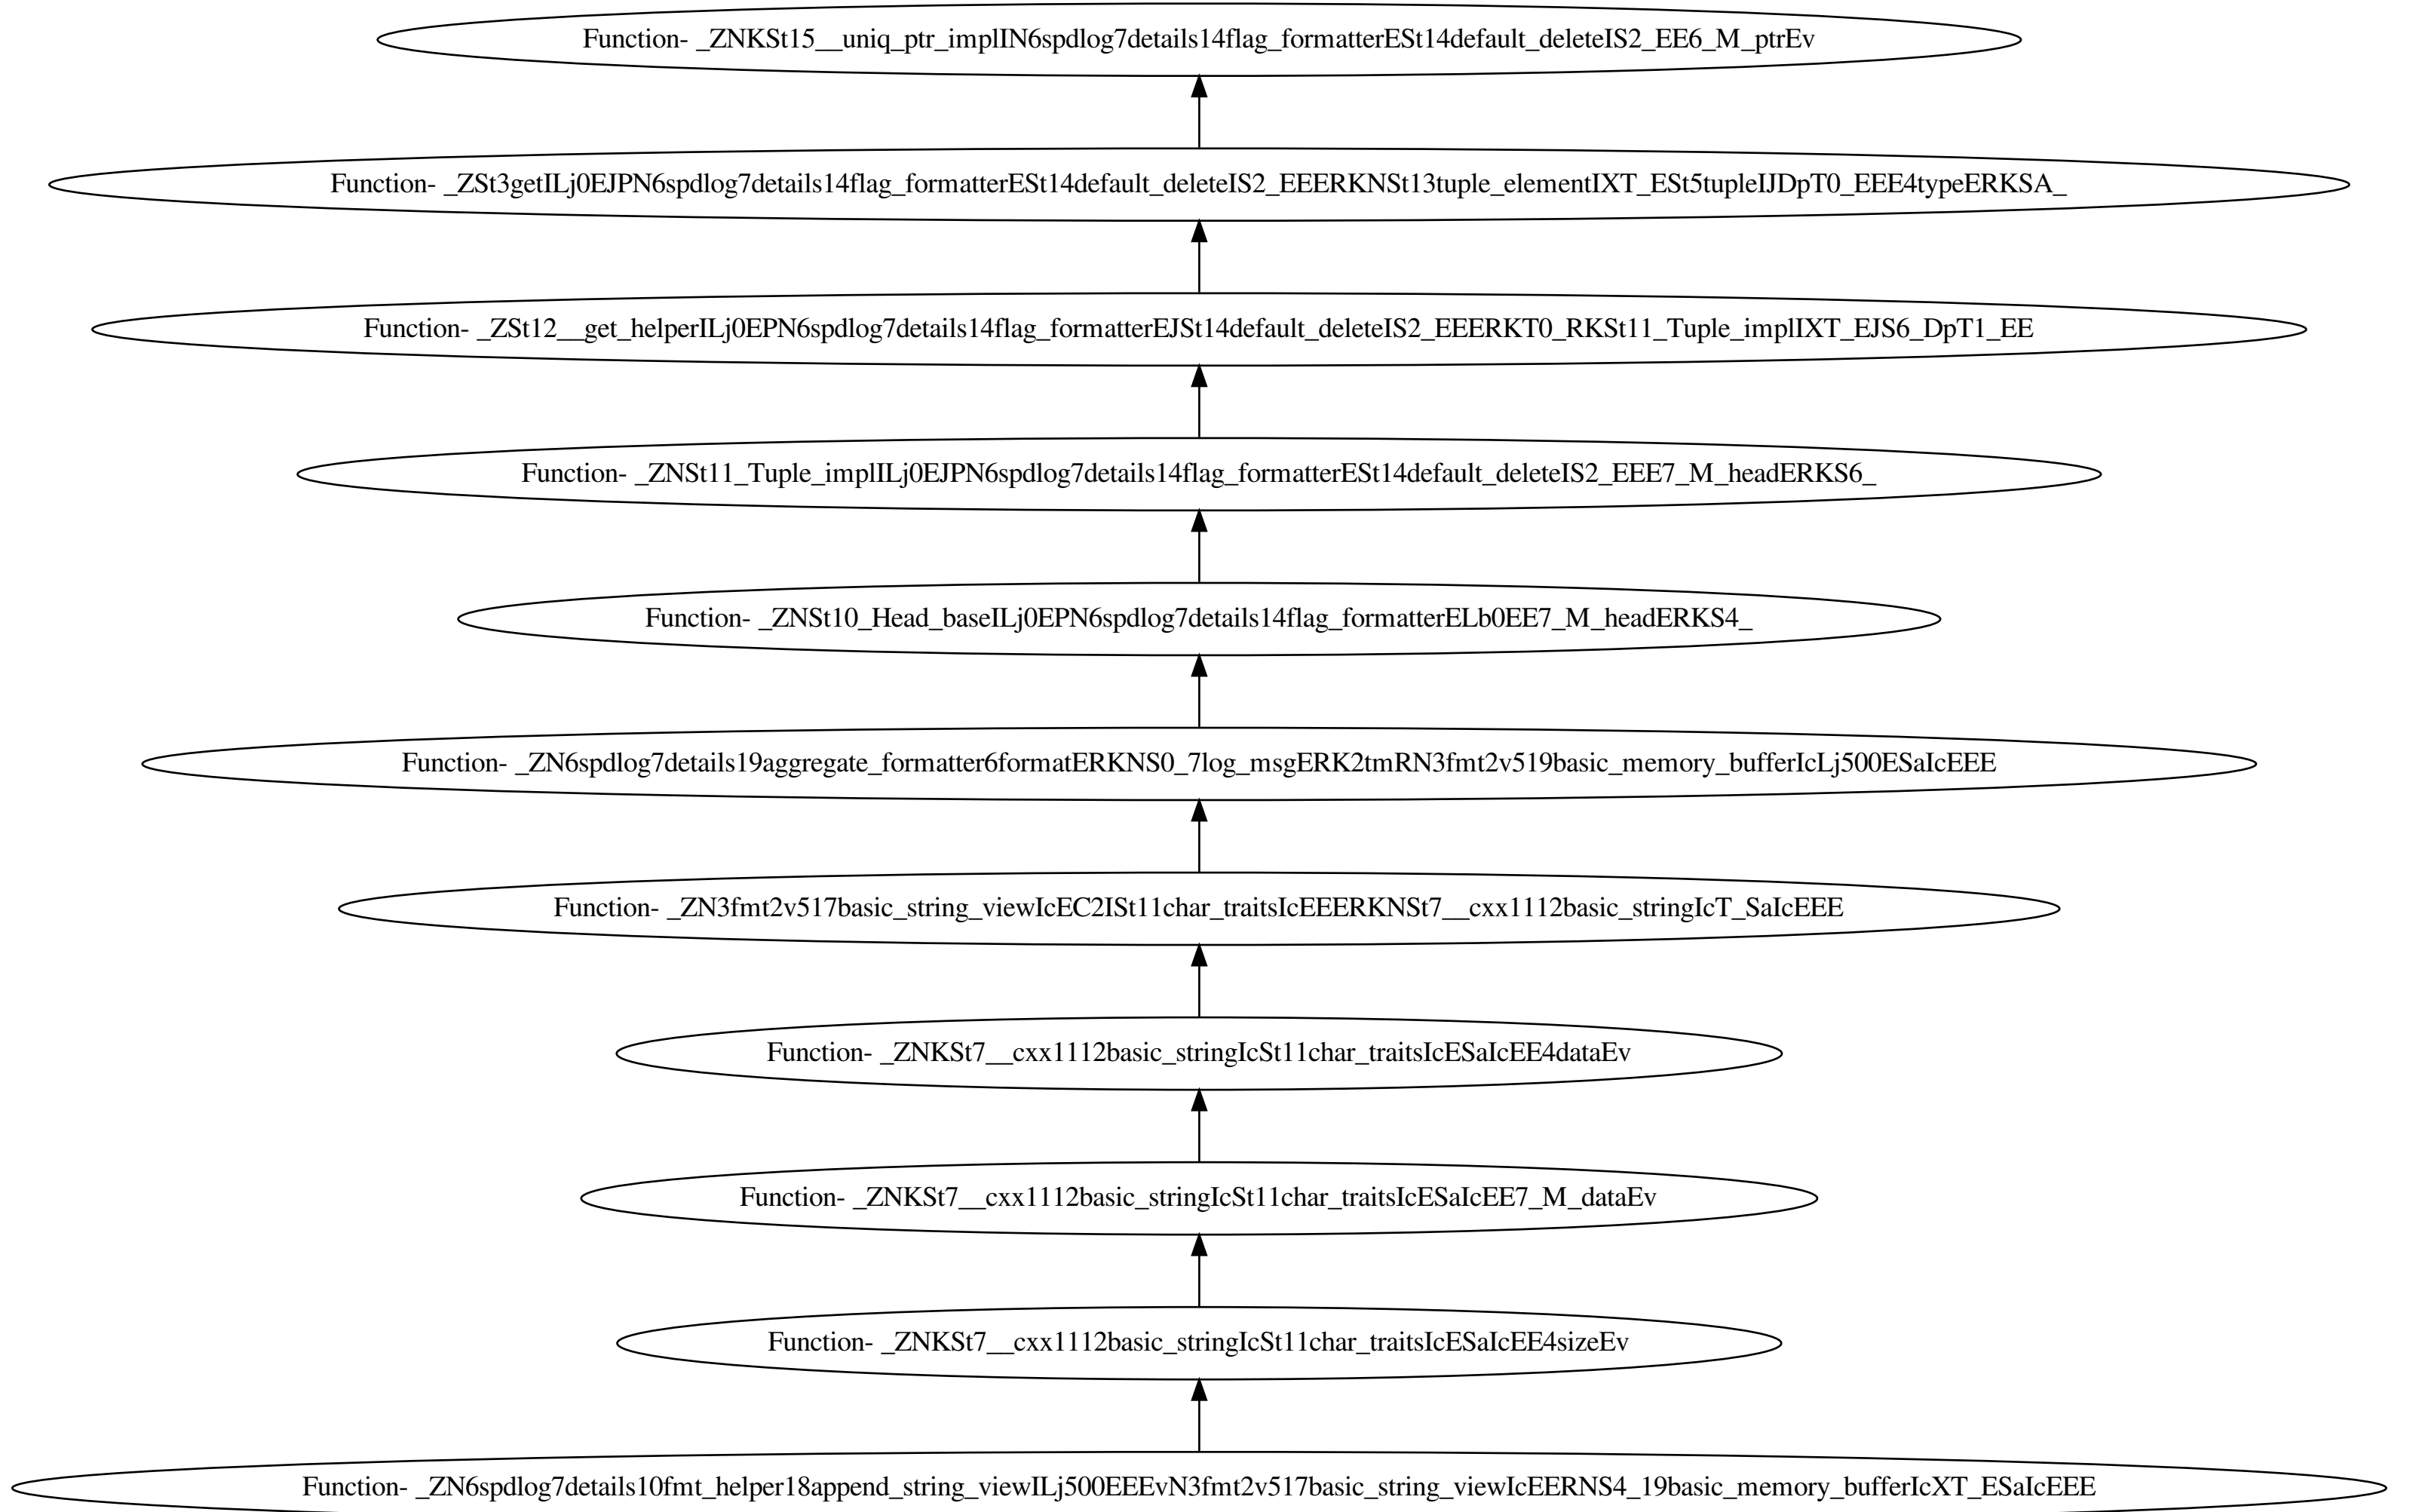 Function- _ZNKSt15__uniq_ptr_implIN6spdlog7details14flag_formatterESt14default_deleteIS2_EE6_M_ptrEv
Function- _ZSt3getILj0EJPN6spdlog7details14flag_formatterESt14default_deleteIS2_EEERKNSt13tuple_elementIXT_ESt5tupleIJDpT0_EEE4typeERKSA_
Function- _ZSt12__get_helperILj0EPN6spdlog7details14flag_formatterEJSt14default_deleteIS2_EEERKT0_RKSt11_Tuple_implIXT_EJS6_DpT1_EE
Function- _ZNSt11_Tuple_implILj0EJPN6spdlog7details14flag_formatterESt14default_deleteIS2_EEE7_M_headERKS6_
Function- _ZNSt10_Head_baseILj0EPN6spdlog7details14flag_formatterELb0EE7_M_headERKS4_
Function- _ZN6spdlog7details19aggregate_formatter6formatERKNS0_7log_msgERK2tmRN3fmt2v519basic_memory_bufferIcLj500ESaIcEEE
Function- _ZN3fmt2v517basic_string_viewIcEC2ISt11char_traitsIcEEERKNSt7__cxx1112basic_stringIcT_SaIcEEE
Function- _ZNKSt7__cxx1112basic_stringIcSt11char_traitsIcESaIcEE4dataEv
Function- _ZNKSt7__cxx1112basic_stringIcSt11char_traitsIcESaIcEE7_M_dataEv
Function- _ZNKSt7__cxx1112basic_stringIcSt11char_traitsIcESaIcEE4sizeEv
Function- _ZN6spdlog7details10fmt_helper18append_string_viewILj500EEEvN3fmt2v517basic_string_viewIcEERNS4_19basic_memory_bufferIcXT_ESaIcEEE